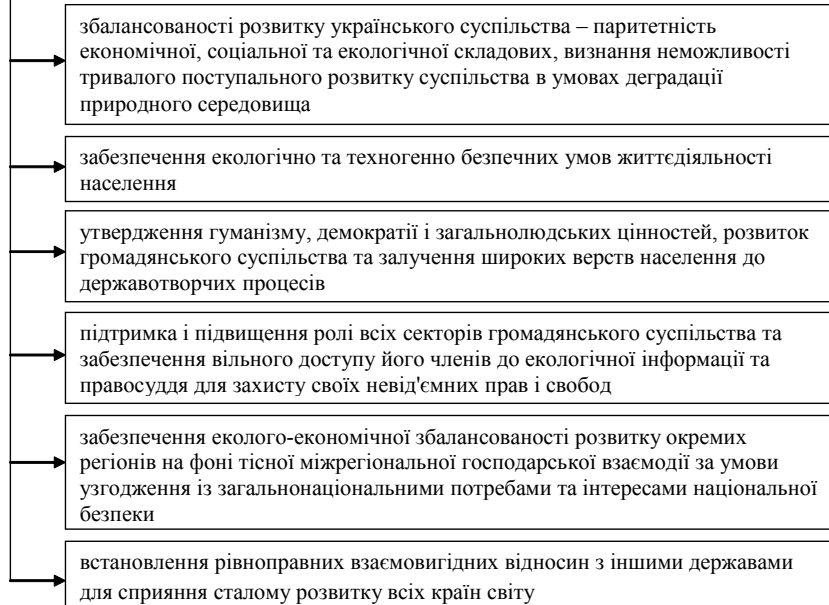 збалансованості розвитку українського суспільства – паритетність
економічної, соціальної та екологічної складових, визнання неможливості
тривалого поступального розвитку суспільства в умовах деградації
природного середовища
забезпечення екологічно та техногенно безпечних умов життєдіяльності
населення
утвердження гуманізму, демократії і загальнолюдських цінностей, розвиток
громадянського суспільства та залучення широких верств населення до
державотворчих процесів
підтримка і підвищення ролі всіх секторів громадянського суспільства та
забезпечення вільного доступу його членів до екологічної інформації та
правосуддя для захисту своїх невід'ємних прав і свобод
забезпечення еколого-економічної збалансованості розвитку окремих
регіонів на фоні тісної міжрегіональної господарської взаємодії за умови
узгодження із загальнонаціональними потребами та інтересами національної
безпеки
встановлення рівноправних взаємовигідних відносин з іншими державами
для сприяння сталому розвитку всіх країн світу